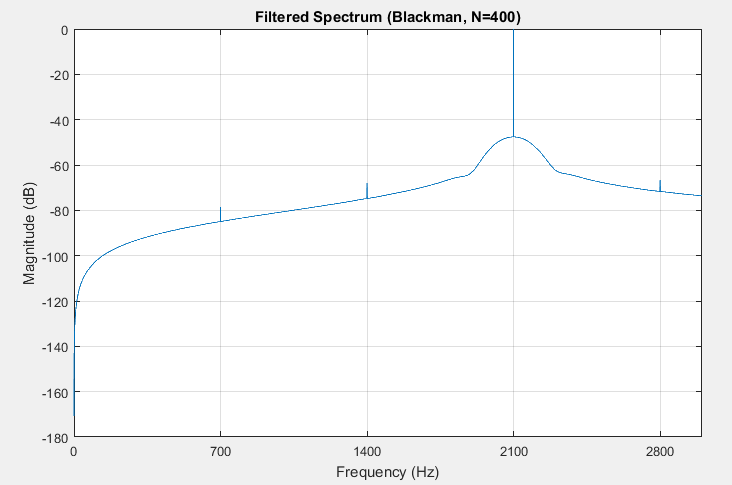 Filtered Spectrum (Blackman, N=400)
0
-20
-40
-60
-80
-100
-120
-140
-160
-180
Magnitude (dB)
0 700 1400 2100 2800
Frequency (Hz)